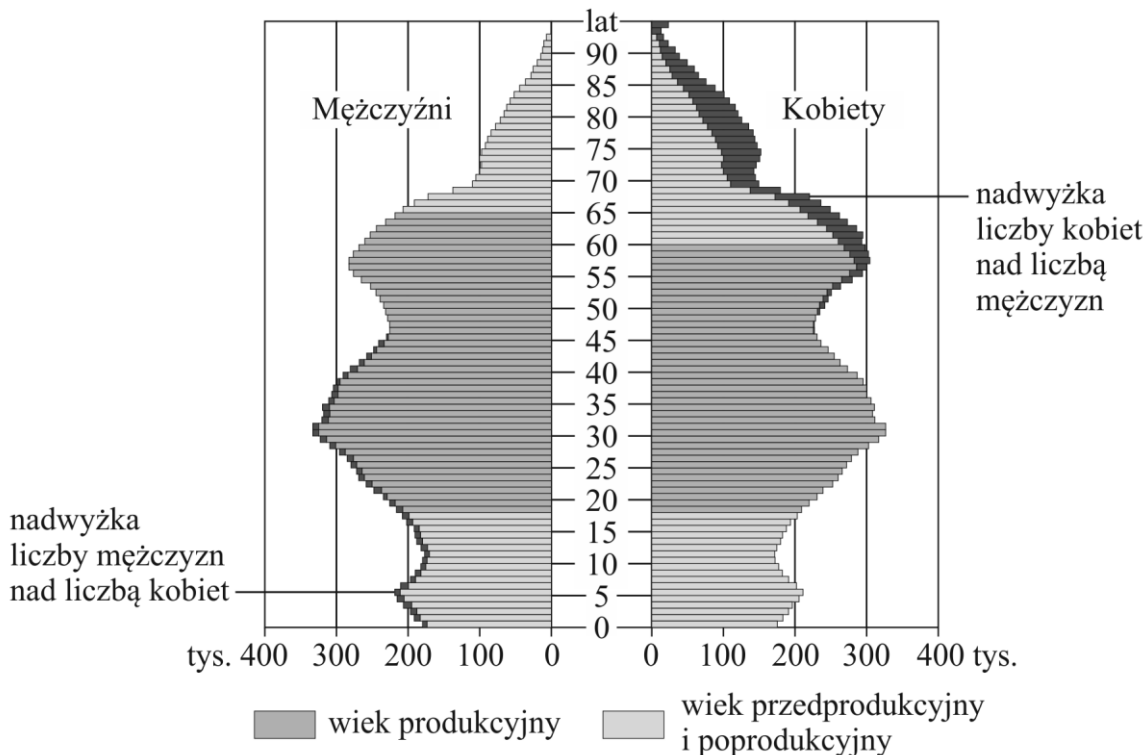 lat
90
85
80
75
70
65
60
55
50
45
40
35
30
25
20
15
10
5
0
Mężczyźni
Kobiety
nadwyżka
liczby kobiet
nad liczbą
mężczyzn
nadwyżka
liczby mężczyzn
nad liczbą kobiet
tys. 400 300 200 100 0
0 100 200 300 400 tys.
wiek produkcyjny
wiek przedprodukcyjny
i poprodukcyjny